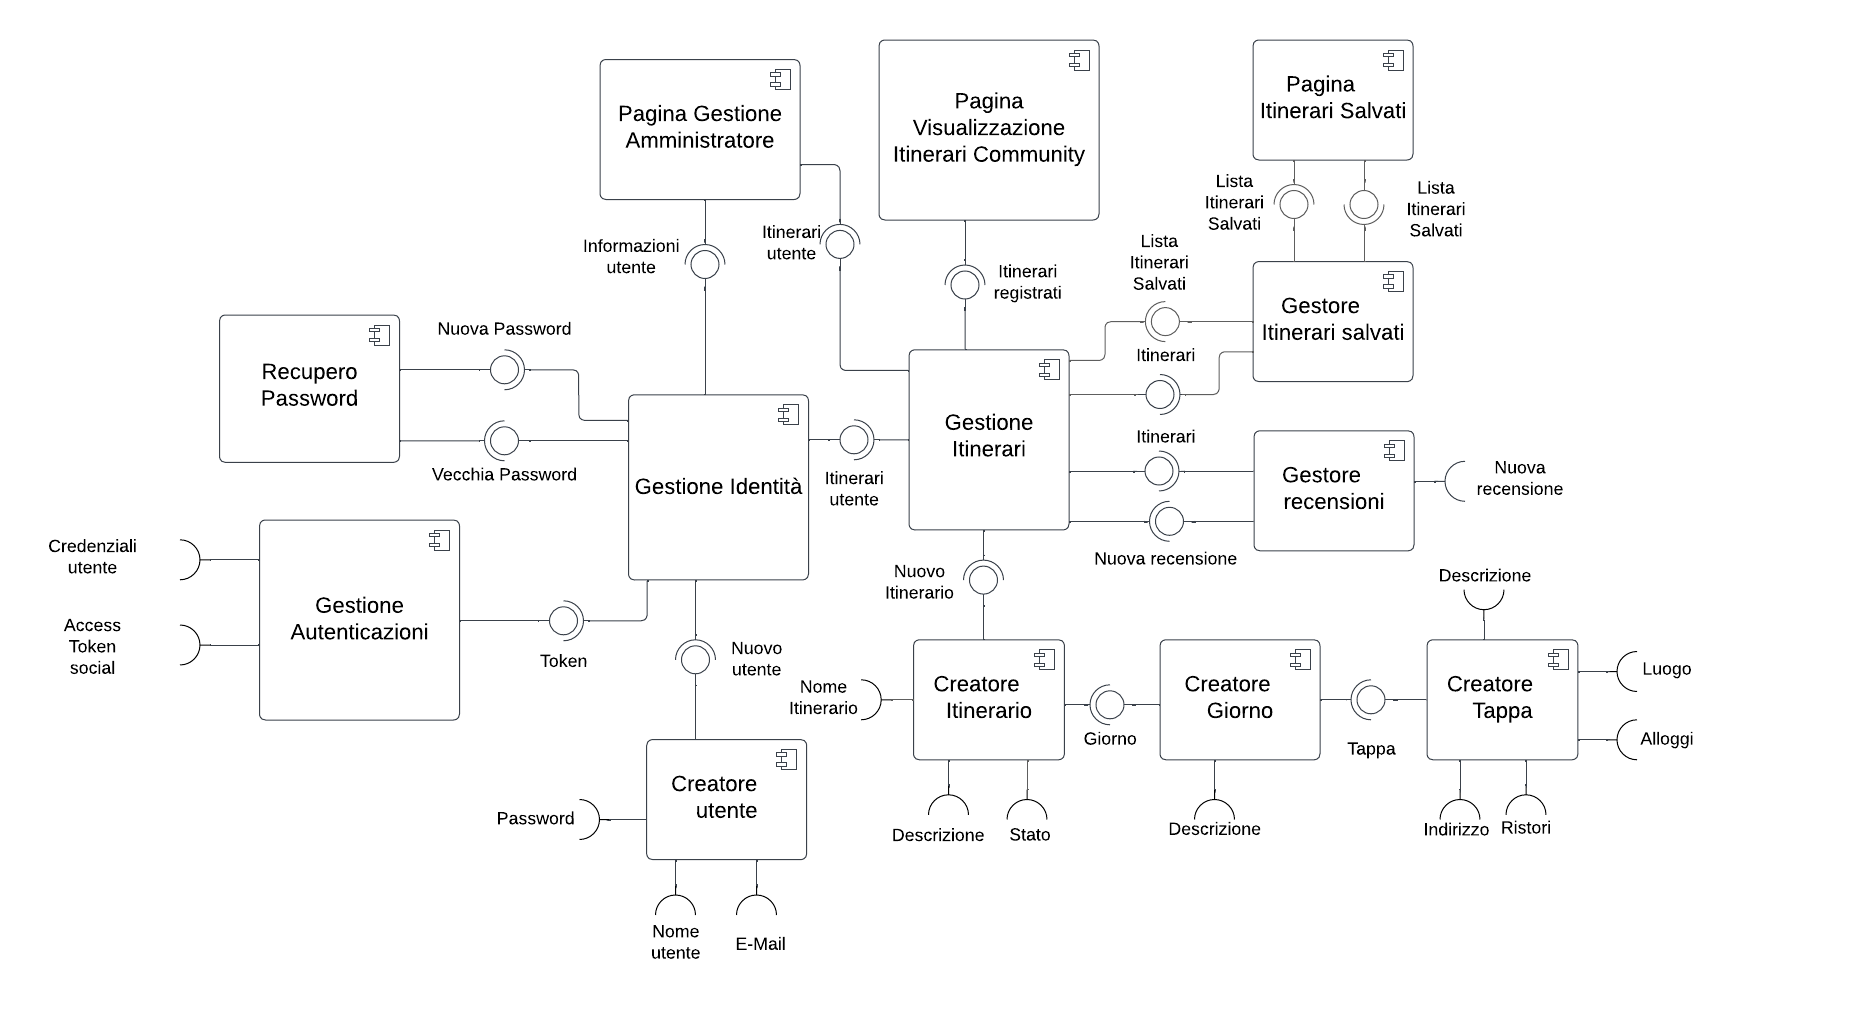 Pagina Gestione
Amministratore
Pagina
Visualizzazione
Itinerari Community
Pagina
Itinerari Salvati
Lista
Itinerari
Salvati
Lista
Itinerari
Salvati
Informazioni
utente
Itinerari
utente
Itinerari
registrati
Lista
Itinerari
Salvati
Gestore
Itinerari salvati
Nuova Password
Recupero
Password
Vecchia Password
Itinerari
Gestione
Itinerari
Itinerari
Gestore
recensioni
Nuova
recensione
Nuova recensione
Gestione Identità
Itinerari
utente
Credenziali
utente
Access
Token
social
Gestione
Autenticazioni
Token
Nuovo
utente
Nuovo
Itinerario
Descrizione
Nome
Itinerario
Creatore
Itinerario
Giorno
Creatore
Giorno
Tappa
Creatore
Tappa
Luogo
Alloggi
Descrizione
Stato
Descrizione
Indirizzo
Ristori
Password
Creatore
utente
Nome
utente
E-Mail